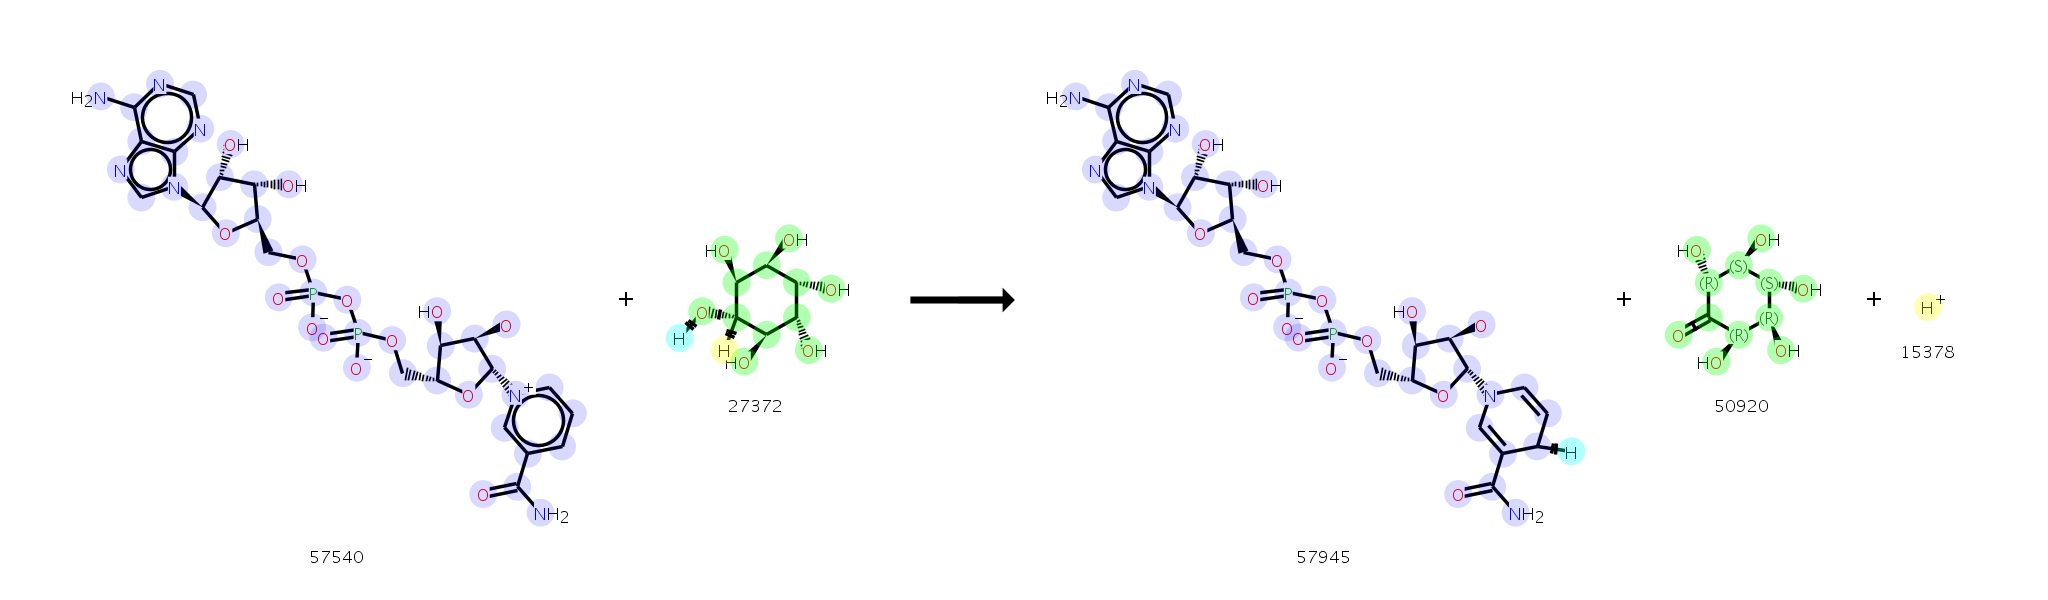 H2N N N N N OH OH O O O P O− O O P O− O HO O O N+ O NH2
57540
+
HO OH OH OH HO O H H
27372
H2N N N N N OH OH O O O P O− O O P O− O HO O O N H O NH2
57945
+
HO OH OH OH HO O (R) (S) (S) (R) (R)
50920
+
H+
15378